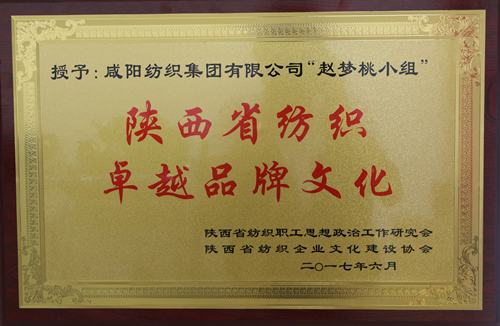 授予：咸阳纺织集团有限公司“赵梦桃小组”
陕西省纺织
卓越品牌文化
陕西省纺织职工思想政治工作研究会
陕西省纺织企业文化建设协会
二〇一七年六月